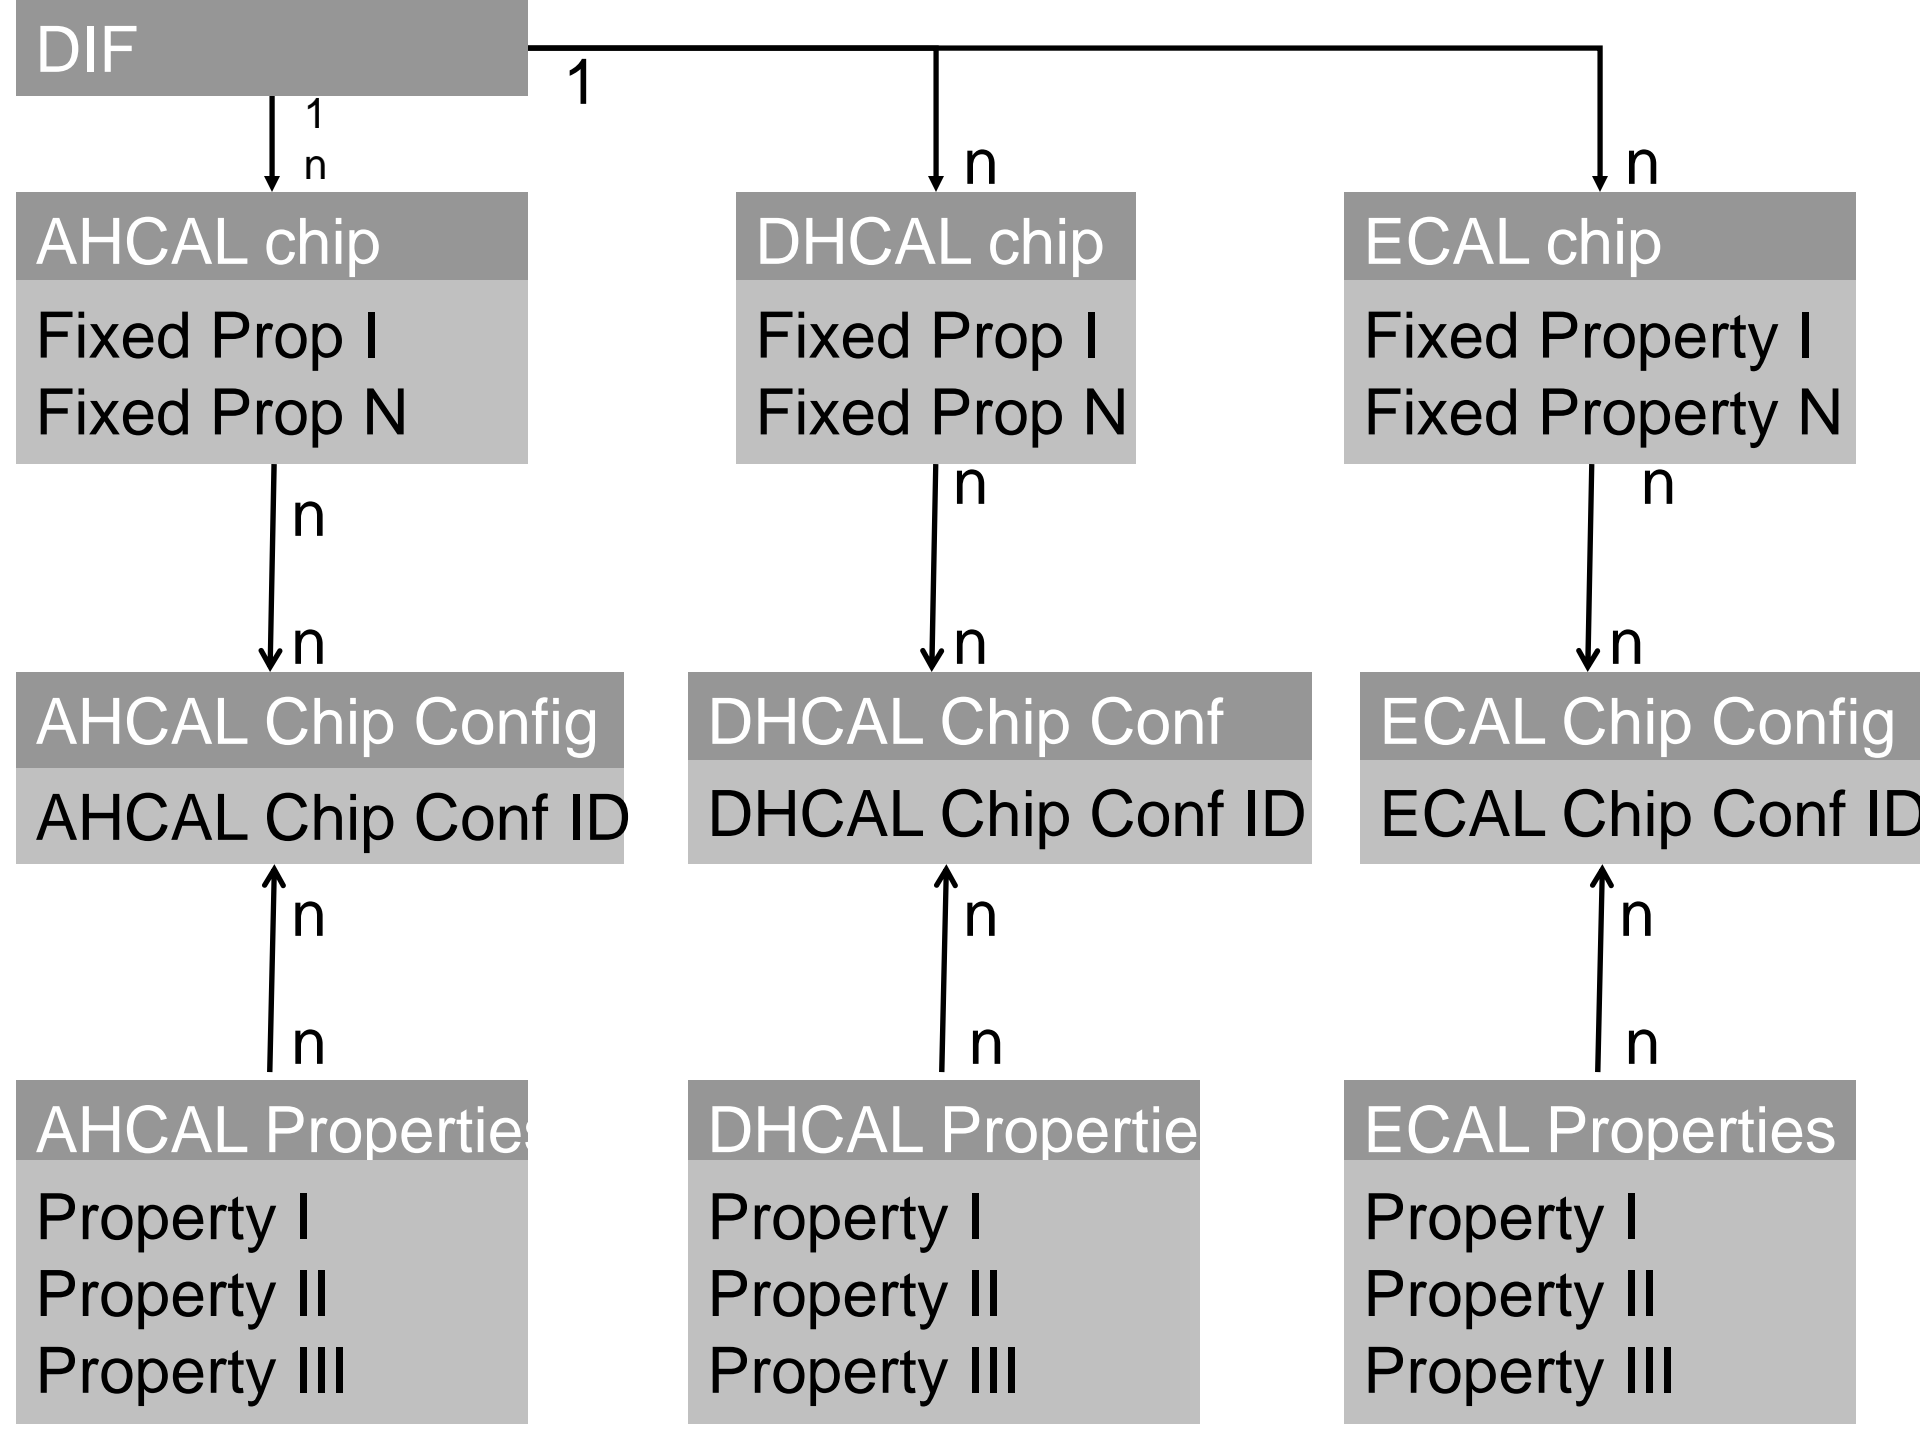 DIF
1
1
n
n
n
AHCAL chip
Fixed Prop I
Fixed Prop N
DHCAL chip
Fixed Prop I
Fixed Prop N
ECAL chip
Fixed Property I
Fixed Property N
n
n
n
n
n
n
AHCAL Chip Config
AHCAL Chip Conf ID
DHCAL Chip Conf
DHCAL Chip Conf ID
ECAL Chip Config
ECAL Chip Conf ID
n
n
n
n
n
n
AHCAL Properties
Property I
Property II
Property III
DHCAL Propertie
Property I
Property II
Property III
ECAL Properties
Property I
Property II
Property III